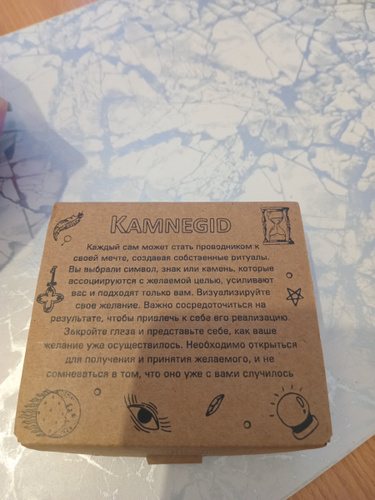 KAMNEGID
Каждый сам может стать проводником к
своей мечте, создавая собственные ритуалы.
Вы выбрали символ, знак или камень, которые
ассоциируются с желаемой целью, усиливают
вас и подходят только вам. Визуализируйте
свое желание. Важно сосредоточиться на
результате, чтобы привлечь к себе его реализацию.
Закройте глаза и представьте себе, как ваше
желание уже осуществилось. Необходимо открыться
для получения и принятия желаемого, и не
сомневаться в том, что оно уже с вами случилось